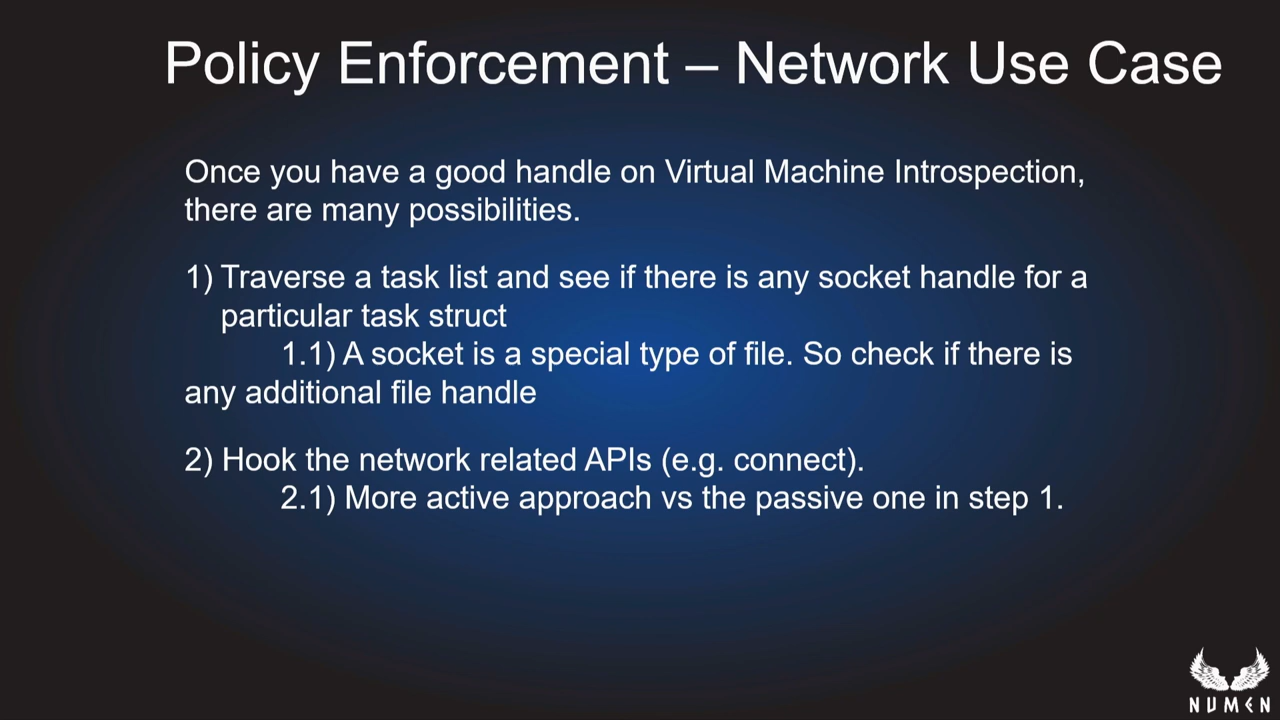 Policy Enforcement – Network Use Case
Once you have a good handle on Virtual Machine Introspection,
there are many possibilities.
1) Traverse a task list and see if there is any socket handle for a
particular task struct
1.1) A socket is a special type of file. So check if there is
any additional file handle
2) Hook the network related APIs (e.g. connect).
2.1) More active approach vs the passive one in step 1.
NUMEN